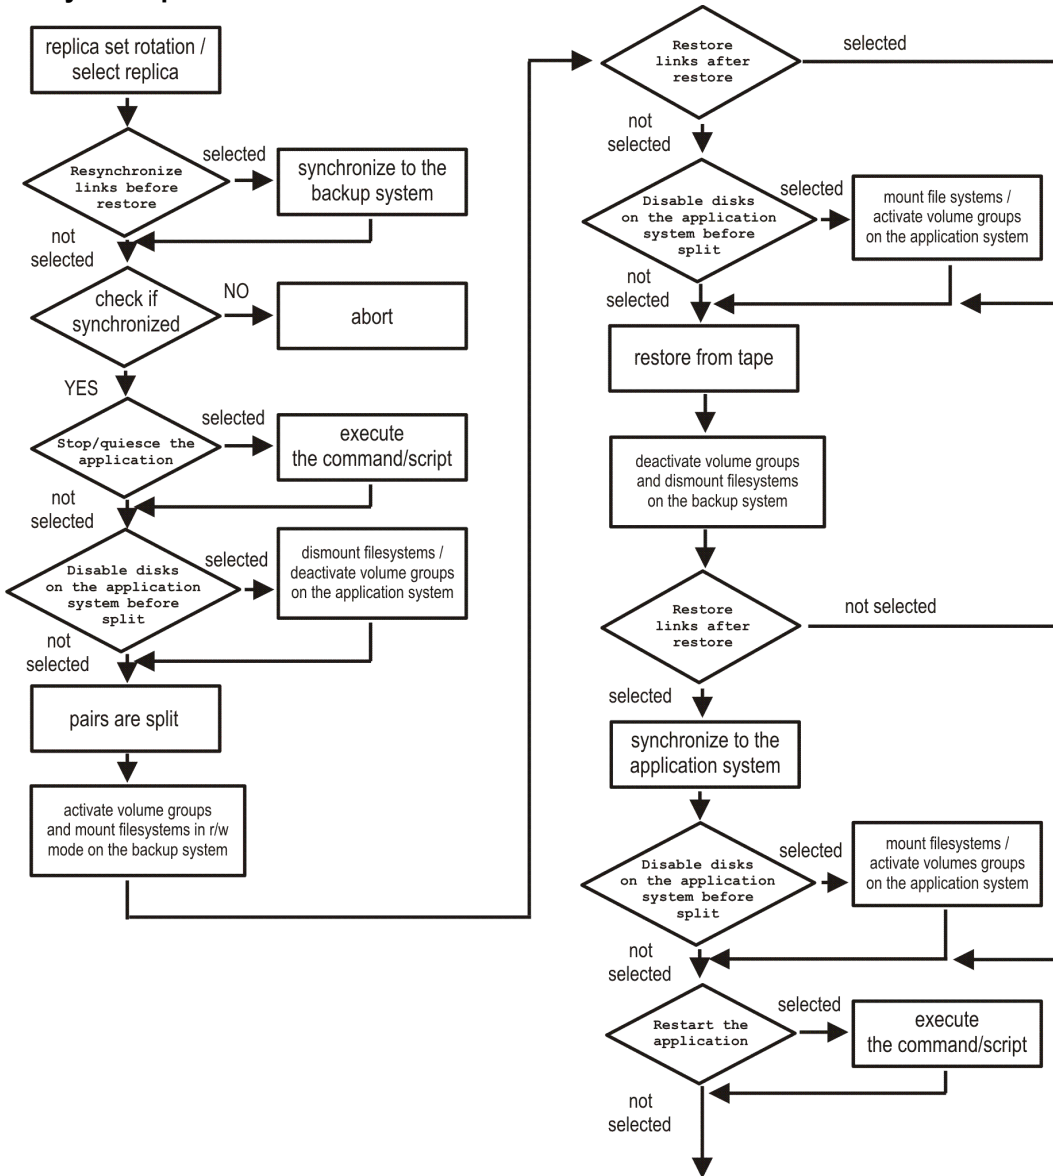 replica set rotation /
select replica
Resynchronize
links before
restore
selected
synchronize to the
backup system
not
selected
check if
synchronized
NO
abort
YES
Stop/quiesce the
application
selected
execute
the command/script
not
selected
Disable disks
on the application
system before
split
selected
dismount filesystems /
deactivate volume groups
on the application system
not
selected
pairs are split
activate volume groups
and mount filesystems in r/w
mode on the backup system
Restore
links after
restore
selected
not
selected
Disable disks
on the application
system before
split
selected
mount file systems /
activate volume groups
on the application system
not
selected
restore from tape
deactivate volume groups
and dismount filesystems
on the backup system
Restore
links after
restore
not selected
selected
synchronize to the
application system
Disable disks
on the application
system before
split
selected
mount filesystems /
activate volumes groups
on the application system
not
selected
Restart the
application
selected
execute
the command/script
not
selected